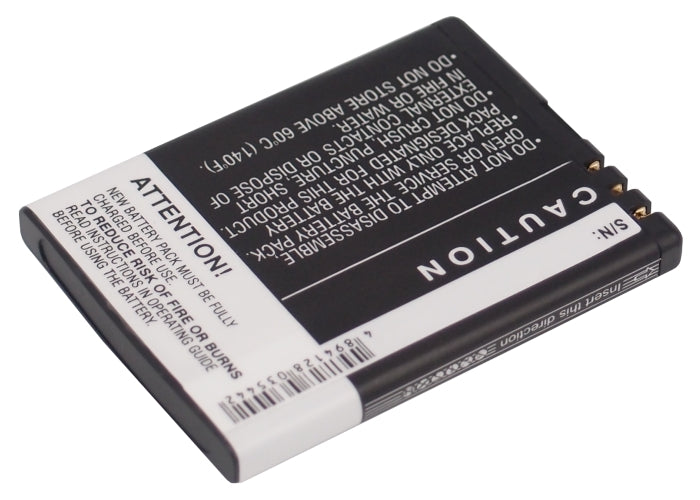 ATTENTION!
NEW BATTERY PACK MUST BE
CHARGED BEFORE USE.
TO REDUCE RISK OF FIRE OR BURNS
READ INSTRUCTIONS IN OPERATING GUIDE
BEFORE USING THE BATTERY.
CAUTION
•DO NOT ATTEMPT TO DISASSEMBLE
OPEN OR SERVICE THE BATTERY PACK.
•REPLACE ONLY WITH THE BATTERY
PACK DESIGNATED FOR THIS PRODUCT.
•DO NOT CRUSH, PUNCTURE, SHORT
EXTERNAL CONTACTS OR DISPOSE OF
IN FIRE OR WATER.
•DO NOT STORE ABOVE 60°C (140°F).
S/N:
4894128035442
Insert this direction